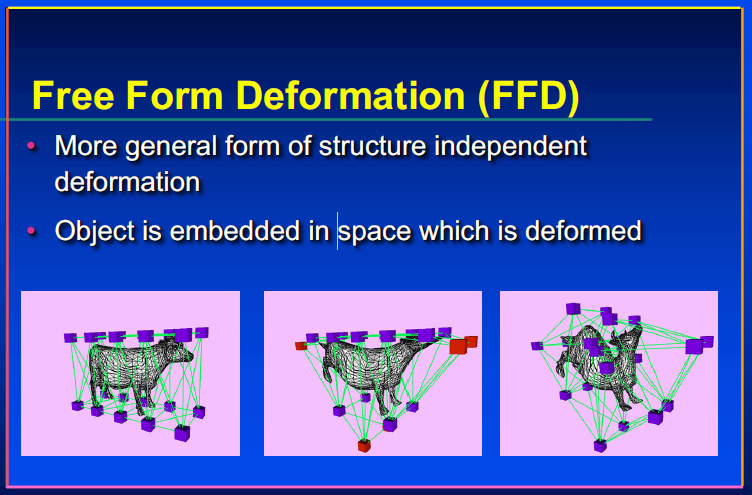 Free Form Deformation (FFD)
• More general form of structure independent
deformation
• Object is embedded in space which is deformed